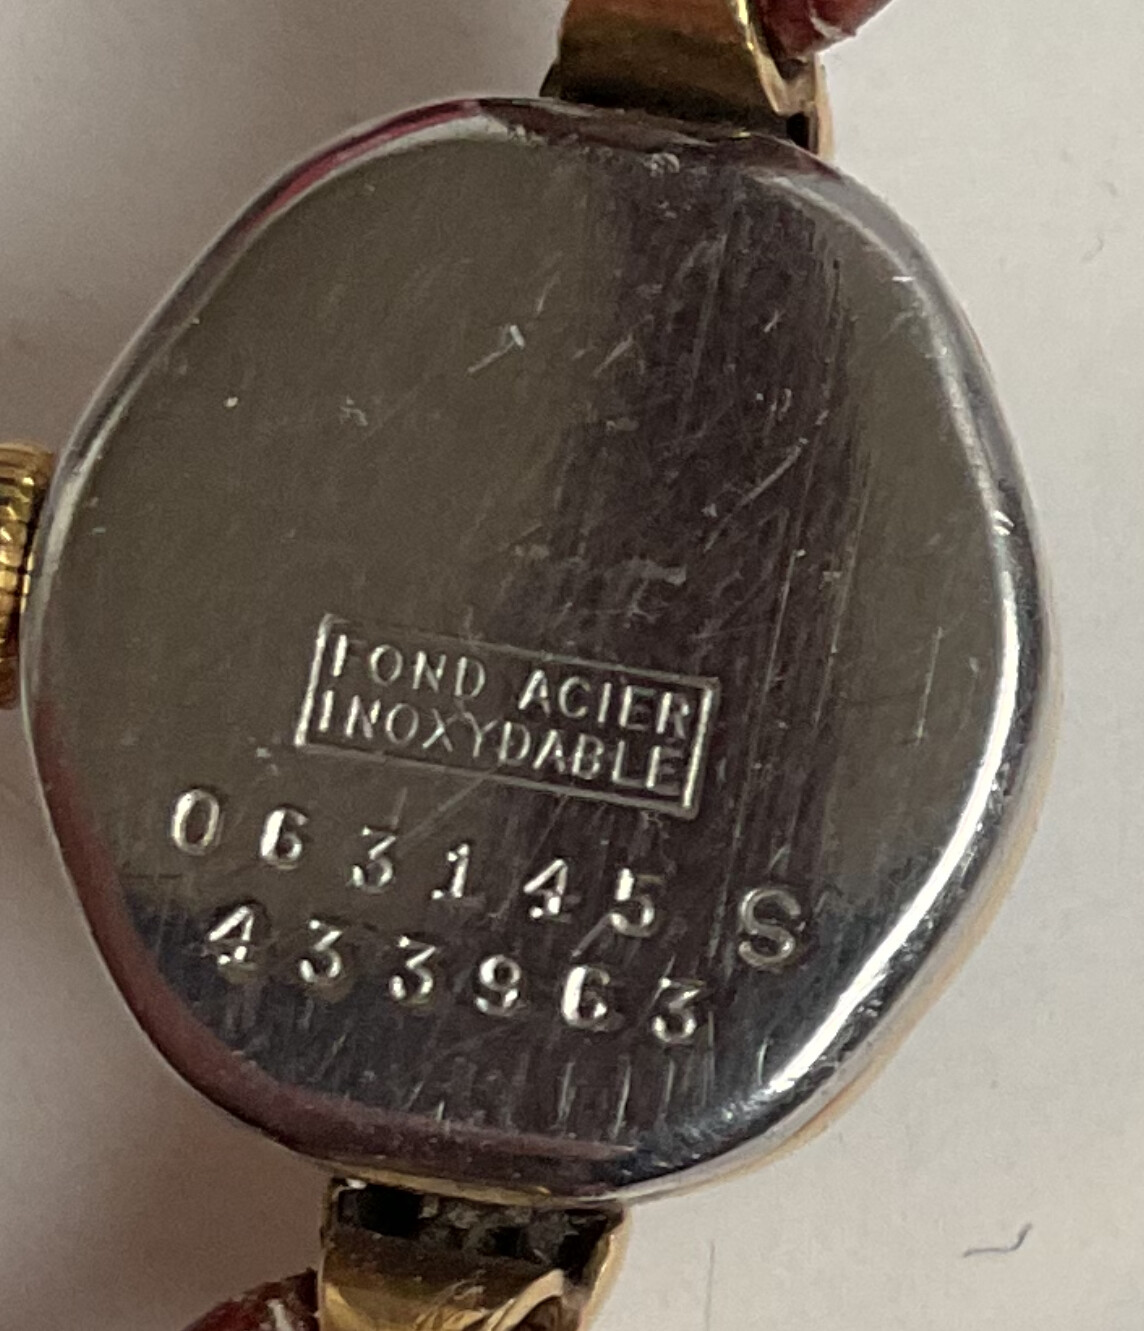 FOND ACIER
INOXYDABLE
063145 S
433963